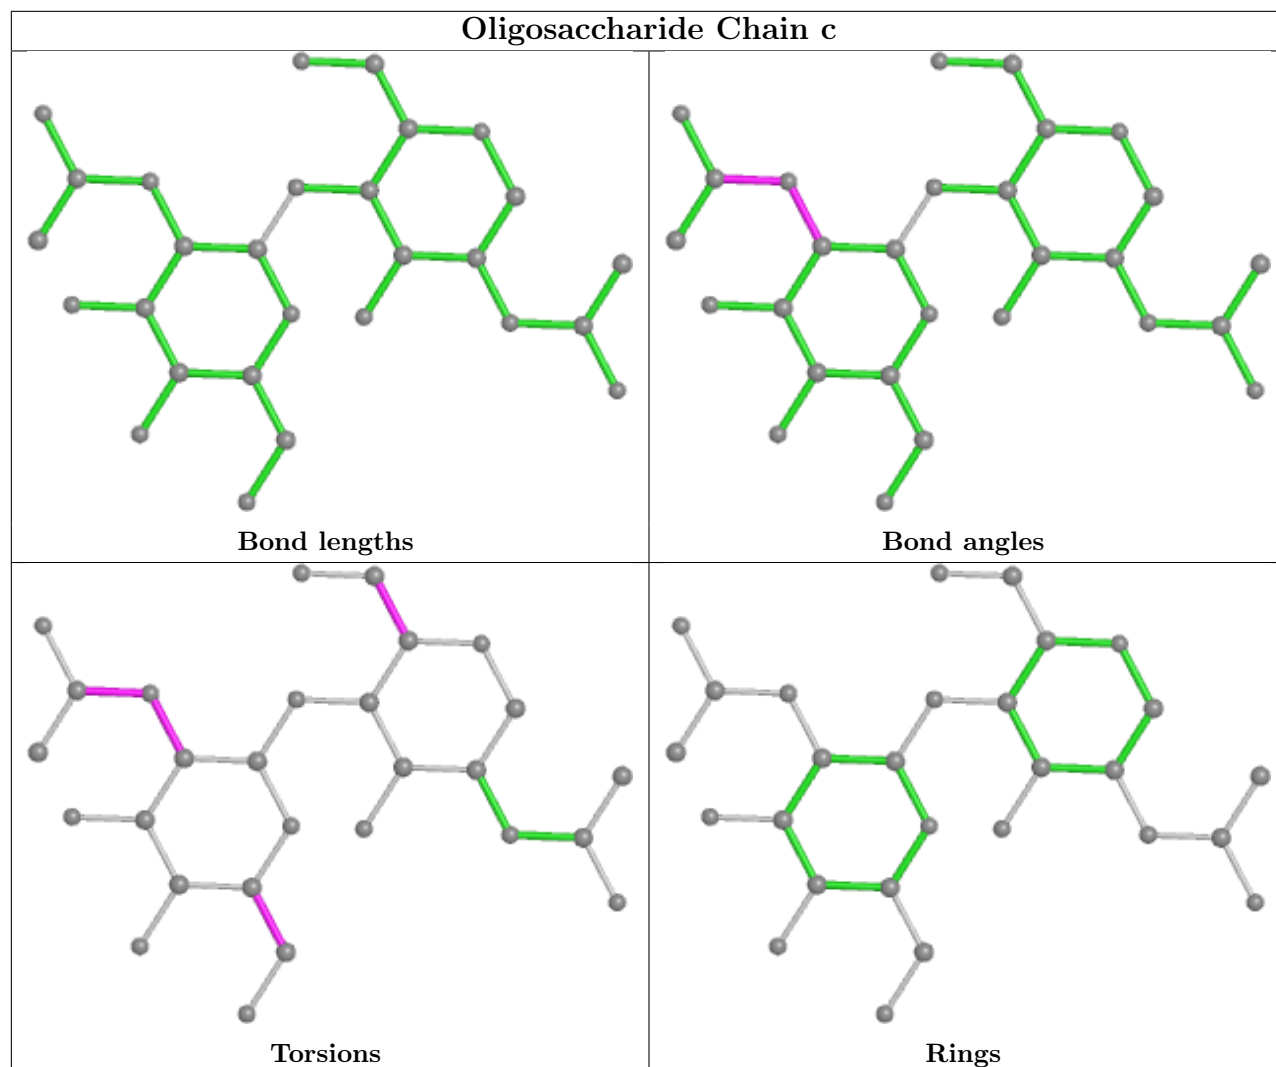 Oligosaccharide Chain c
Bond lengths
Bond angles
Torsions
Rings